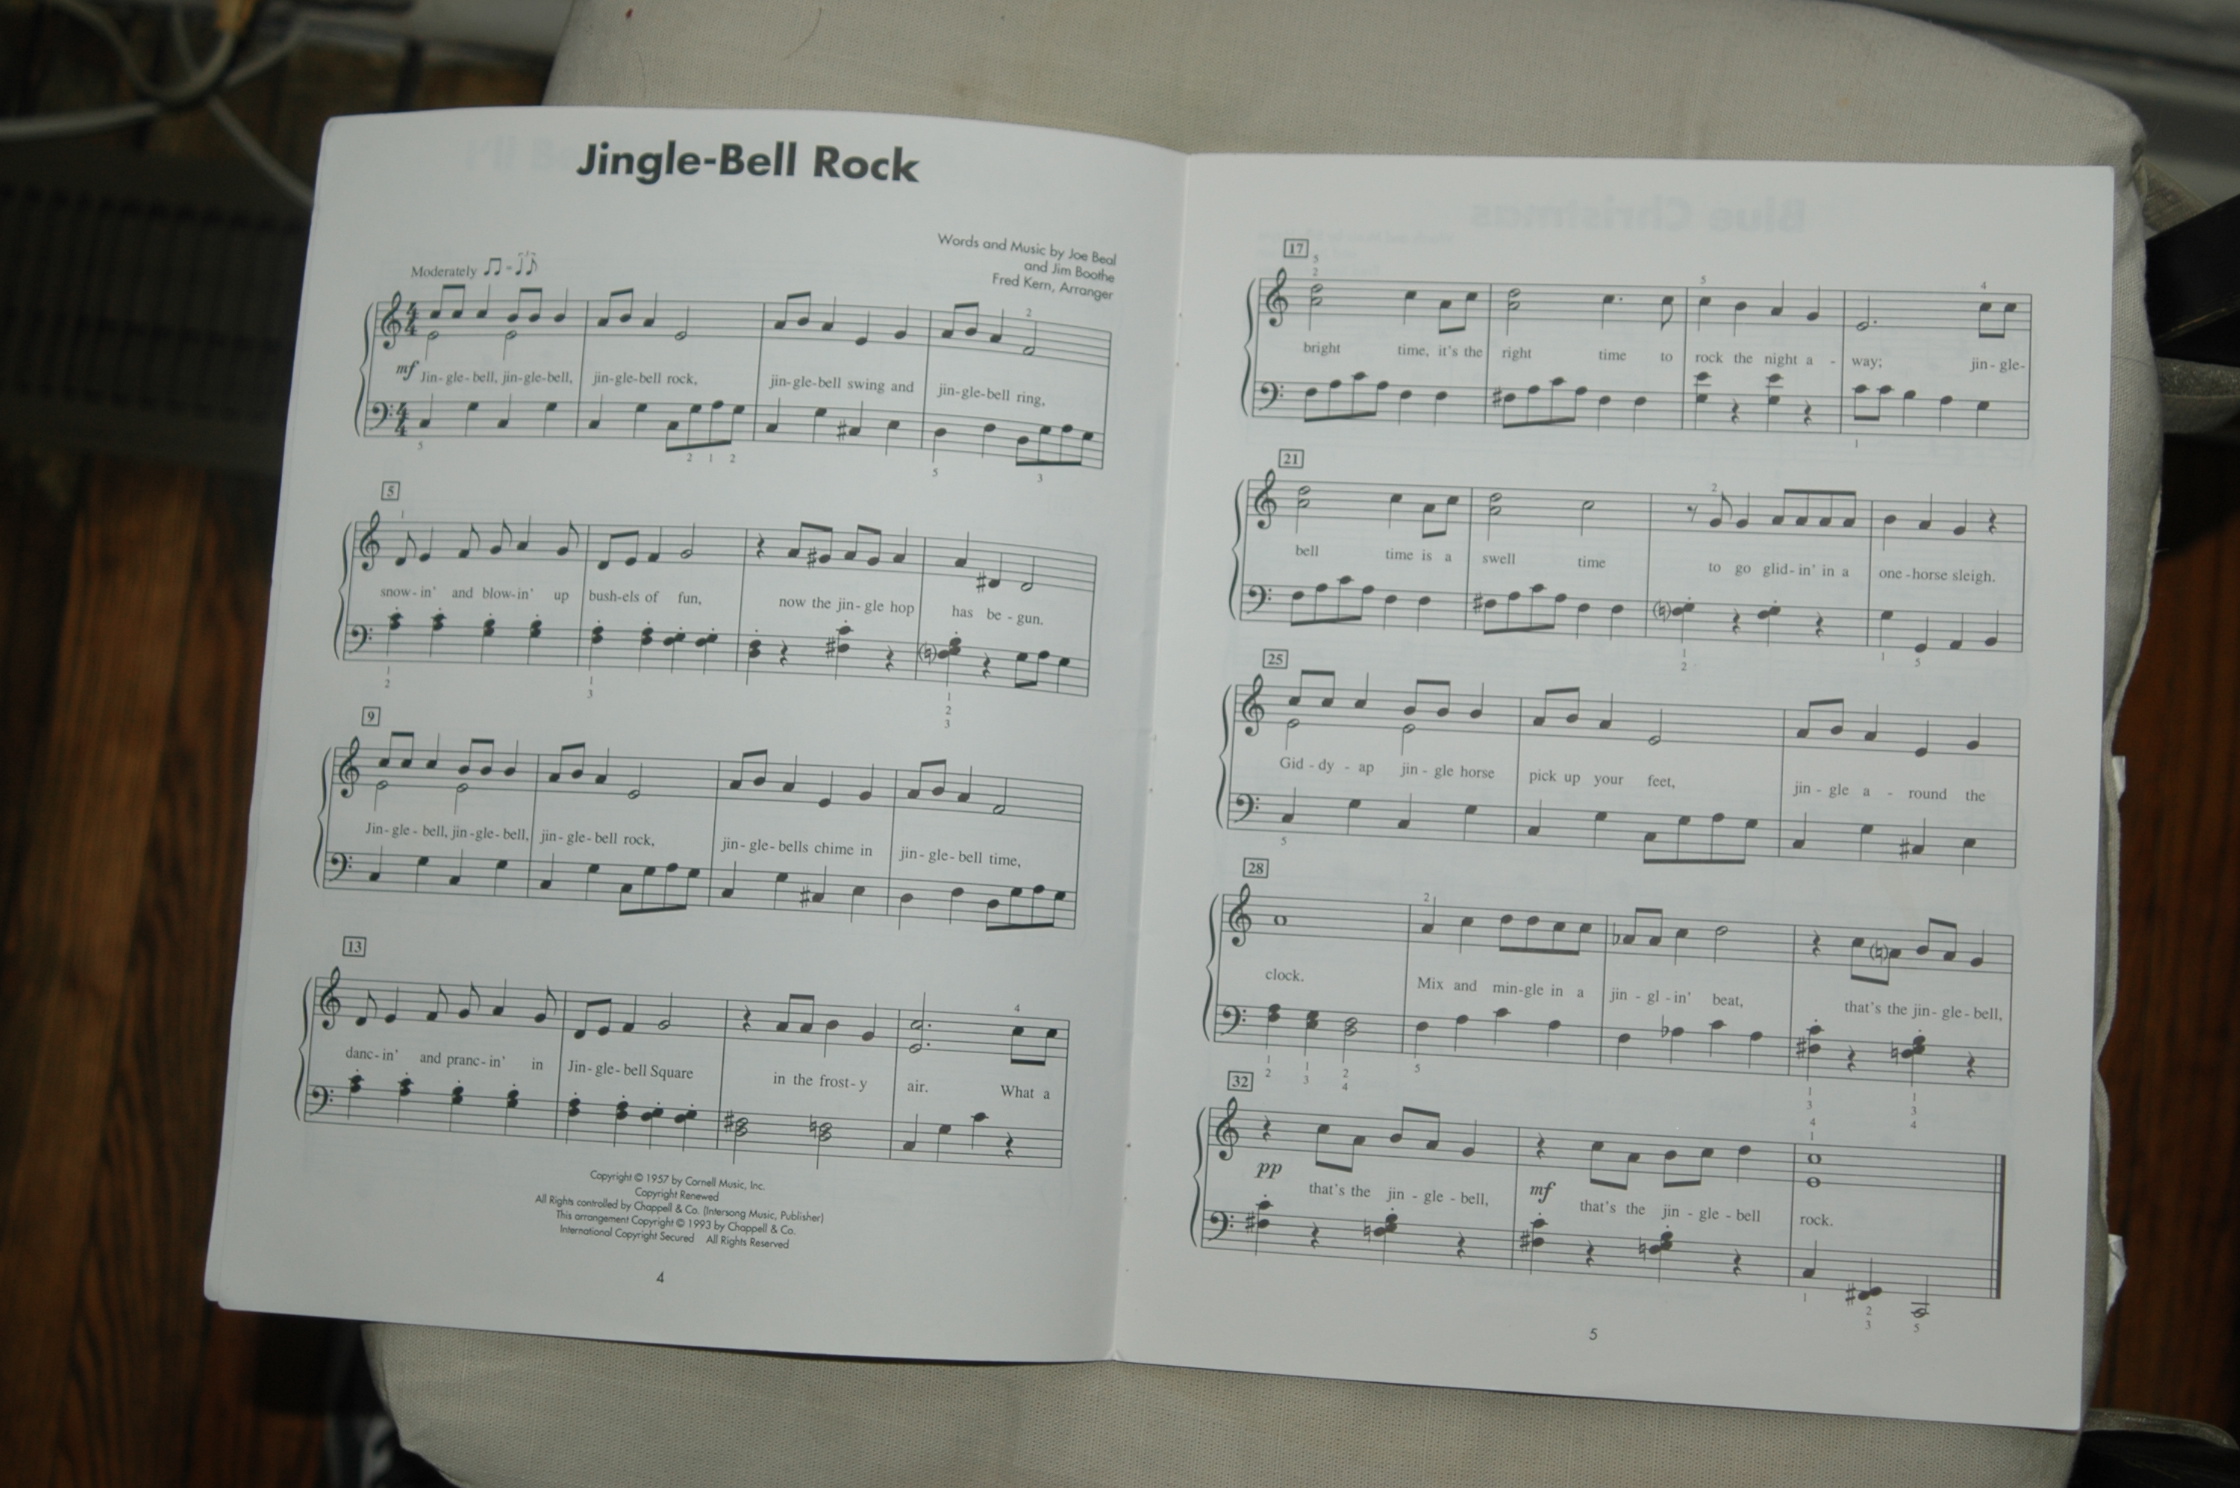 Jingle-Bell Rock
Words and Music by Joe Beal
and Jim Boothe
Fred Kern, Arranger
Moderately
mf Jin-gle-bell, jin-gle-bell, jin-gle-bell rock, jin-gle-bell swing and jin-gle-bell ring,
5 2 1 2 5 3
5
snow-in' and blow-in' up bush-els of fun, now the jin-gle hop has be-gun.
9
Jin-gle-bell, jin-gle-bell, jin-gle-bell rock, jin-gle-bells chime in jin-gle-bell time,
13
danc-in' and pranc-in' in Jin-gle-bell Square in the frost-y air. What a
Copyright © 1957 by Cornell Music, Inc.
Copyright Renewed
All Rights controlled by Chappell & Co. (Intersong Music, Publisher)
This arrangement Copyright © 1993 by Chappell & Co.
International Copyright Secured All Rights Reserved
4
17
bright time, it's the right time to rock the night a - way; jin-gle-
21
bell time is a swell time to go glid-in' in a one-horse sleigh.
25
Gid-dy-ap jin-gle horse pick up your feet, jin-gle a-round the
28
clock. Mix and min-gle in a jin-gl-in' beat, that's the jin-gle-bell,
32
pp that's the jin-gle-bell, mf that's the jin-gle-bell rock.
5